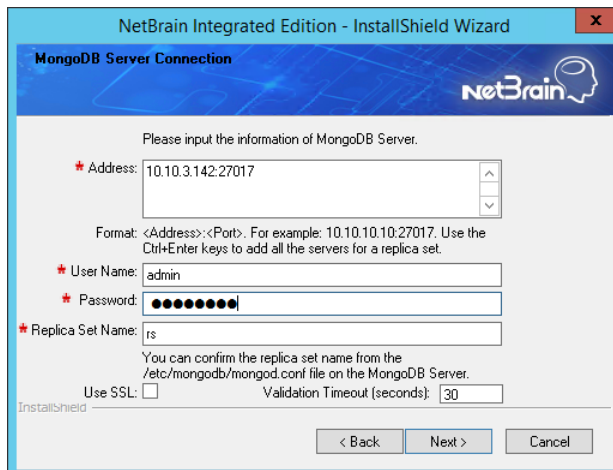 NetBrain Integrated Edition - InstallShield Wizard
x
MongoDB Server Connection
NetBrain
Please input the information of MongoDB Server.
* Address: 10.10.3.142:27017
Format: <Address>:<Port>. For example: 10.10.10.10:27017. Use the
Ctrl+Enter keys to add all the servers for a replica set.
* User Name: admin
* Password: ●●●●●●●●
* Replica Set Name: rs
You can confirm the replica set name from the
/etc/mongodb/mongod.conf file on the MongoDB Server.
Use SSL: Validation Timeout (seconds): 30
InstallShield
< Back Next > Cancel